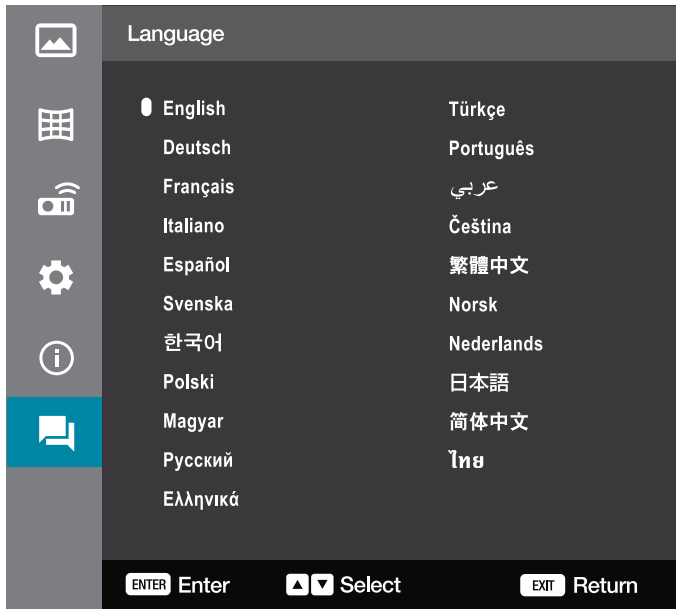 Language
English
Deutsch
Français
Italiano
Español
Svenska
한국어
Polski
Magyar
Русский
Ελληνικά
Türkçe
Português
عربي
Čeština
繁體中文
Norsk
Nederlands
日本語
简体中文
ไทย
ENTER Enter Select EXIT Return